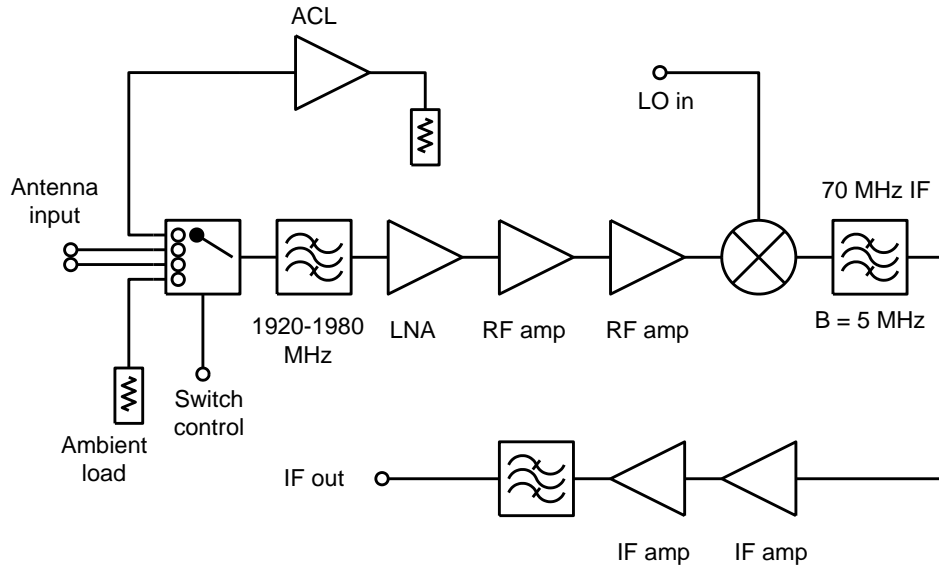 ACL
LO in
Antenna
input
70 MHz IF
1920-1980
MHz
LNA
RF amp
RF amp
B = 5 MHz
Switch
control
Ambient
load
IF out
IF amp
IF amp